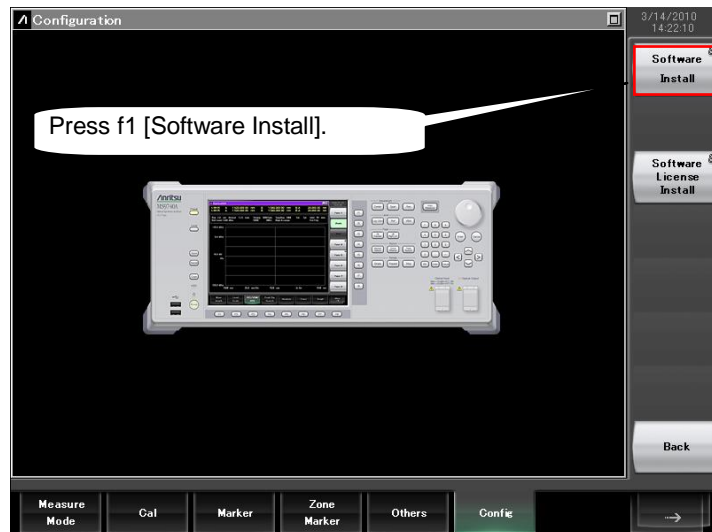 Configuration
3/14/2010
14:22:10
Software
Install
Press f1 [Software Install].
Software
License
Install
Anritsu
Back
Measure
Mode
Cal
Marker
Zone
Marker
Others
Config